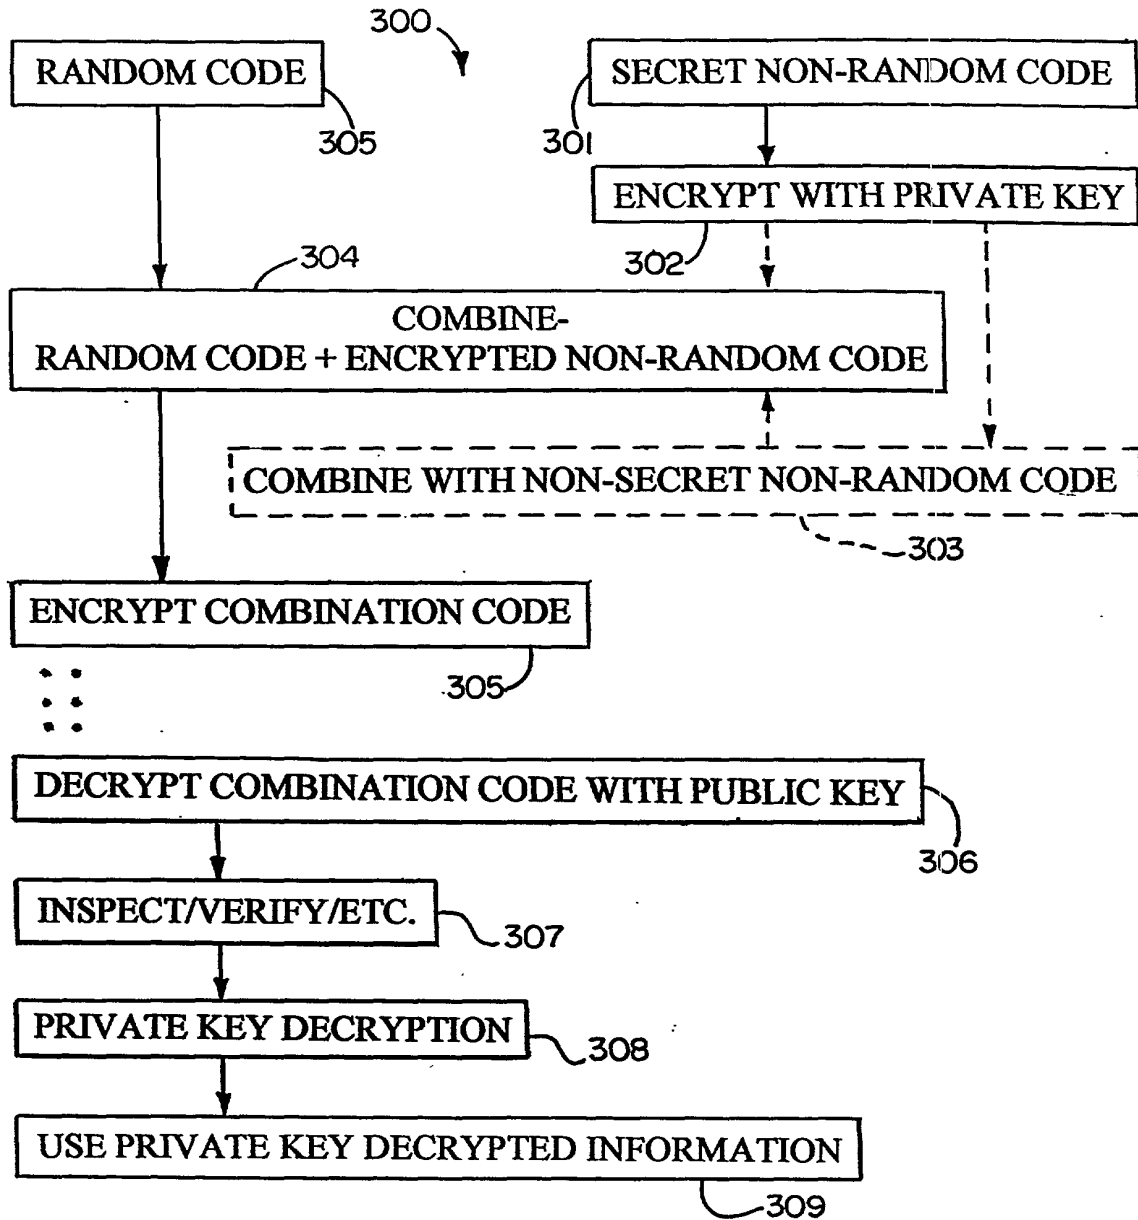 300
RANDOM CODE
305
SECRET NON-RANDOM CODE
301
ENCRYPT WITH PRIVATE KEY
302
304
COMBINE-
RANDOM CODE + ENCRYPTED NON-RANDOM CODE
COMBINE WITH NON-SECRET NON-RANDOM CODE
303
ENCRYPT COMBINATION CODE
305
DECRYPT COMBINATION CODE WITH PUBLIC KEY
306
INSPECT/VERIFY/ETC.
307
PRIVATE KEY DECRYPTION
308
USE PRIVATE KEY DECRYPTED INFORMATION
309